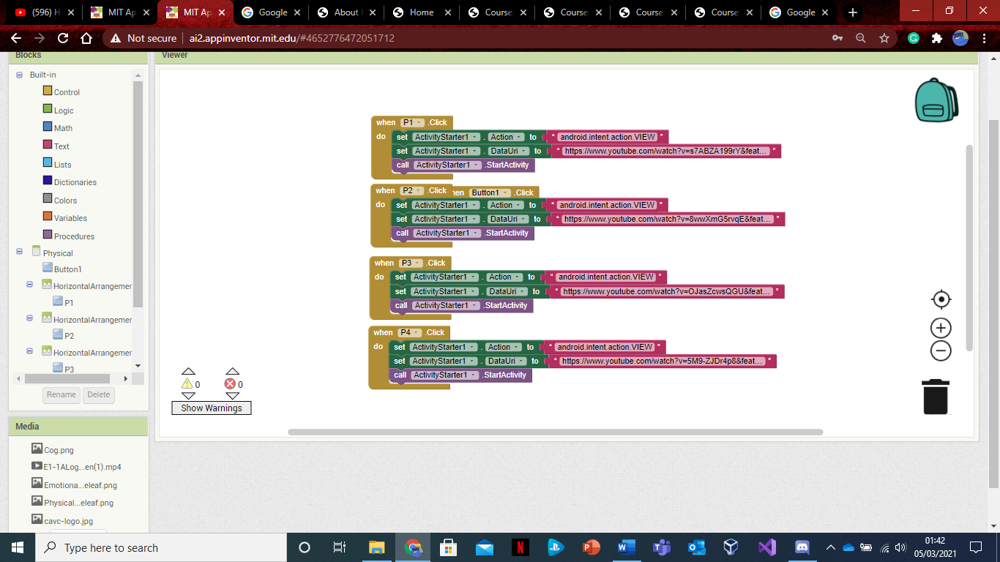 (596) H
MIT Ap
MIT Ap
Google
About
Home
Course
Course
Course
Course
Google
Not secure
ai2.appinventor.mit.edu/#4652776472051712
Blocks
Viewer
Built-in
Control
Logic
Math
Text
Lists
Dictionaries
Colors
Variables
Procedures
Physical
Button1
HorizontalArrangemen
P1
HorizontalArrangemen
P2
HorizontalArrangemen
P3
Rename
Delete
Media
Cog.png
E1-1ALog...en(1).mp4
Emotiona...eleaf.png
Physical...eleaf.png
cavc-logo.jpg
when P1 .Click
do set ActivityStarter1 . Action to " android.intent.action.VIEW "
set ActivityStarter1 . DataUri to " https://www.youtube.com/watch?v=s7ABZA199rY&feat... "
call ActivityStarter1 .StartActivity
when P2 .Click
hen Button1 .Click
do set ActivityStarter1 . Action to " android.intent.action.VIEW "
set ActivityStarter1 . DataUri to " https://www.youtube.com/watch?v=8wwXmG5rvqE&feat... "
call ActivityStarter1 .StartActivity
when P3 .Click
do set ActivityStarter1 . Action to " android.intent.action.VIEW "
set ActivityStarter1 . DataUri to " https://www.youtube.com/watch?v=OJasZcwsQGU&feat... "
call ActivityStarter1 .StartActivity
when P4 .Click
do set ActivityStarter1 . Action to " android.intent.action.VIEW "
set ActivityStarter1 . DataUri to " https://www.youtube.com/watch?v=5M9-ZJDr4p8&feat... "
call ActivityStarter1 .StartActivity
0
0
Show Warnings
Type here to search
01:42
05/03/2021